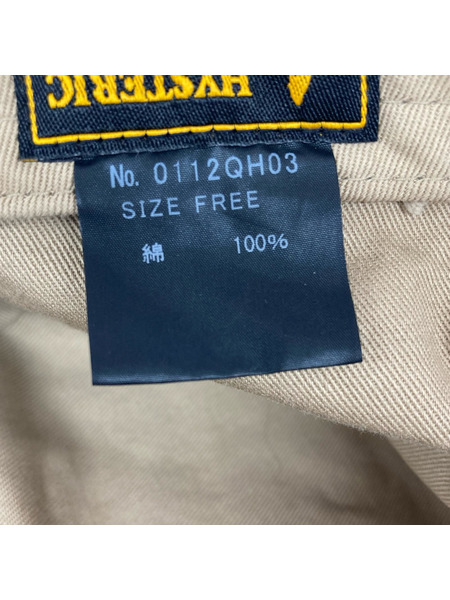 HYSTERIC
No. 0112QH03
SIZE FREE
綿 100%